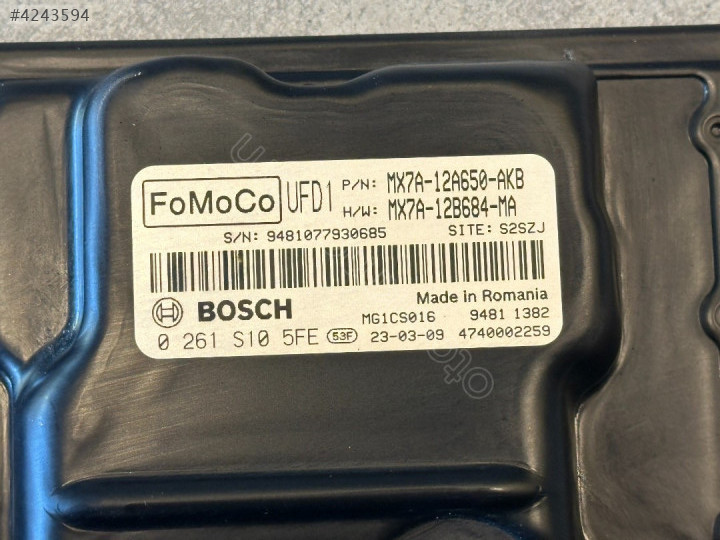 #4243594
FoMoCo UFD1 P/N: MX7A-12A650-AKB
H/W: MX7A-12B684-MA
S/N: 9481077930685 SITE: S2SZJ
BOSCH Made in Romania
MG1CS016 9481 1382
0 261 S10 5FE 53F 23-03-09 4740002259